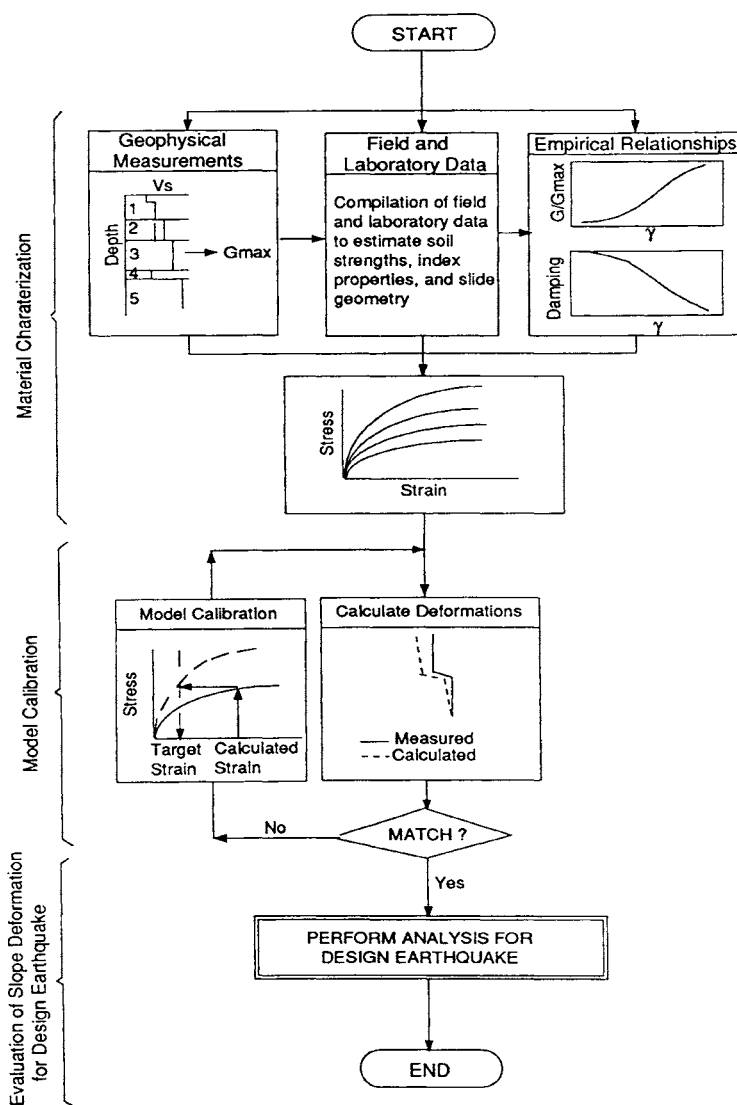 START
Material Charaterization
Geophysical
Measurements
Vs
Depth
1
2
3
4
5
Gmax
Field and
Laboratory Data
Compilation of field
and laboratory data
to estimate soil
strengths, index
properties, and slide
geometry
Empirical Relationships
G/Gmax
γ
Damping
γ
Stress
Strain
Model Calibration
Model Calibration
Stress
Target
Strain
Calculated
Strain
Calculate Deformations
Measured
Calculated
No
MATCH ?
Yes
Evaluation of Slope Deformation
for Design Earthquake
PERFORM ANALYSIS FOR
DESIGN EARTHQUAKE
END